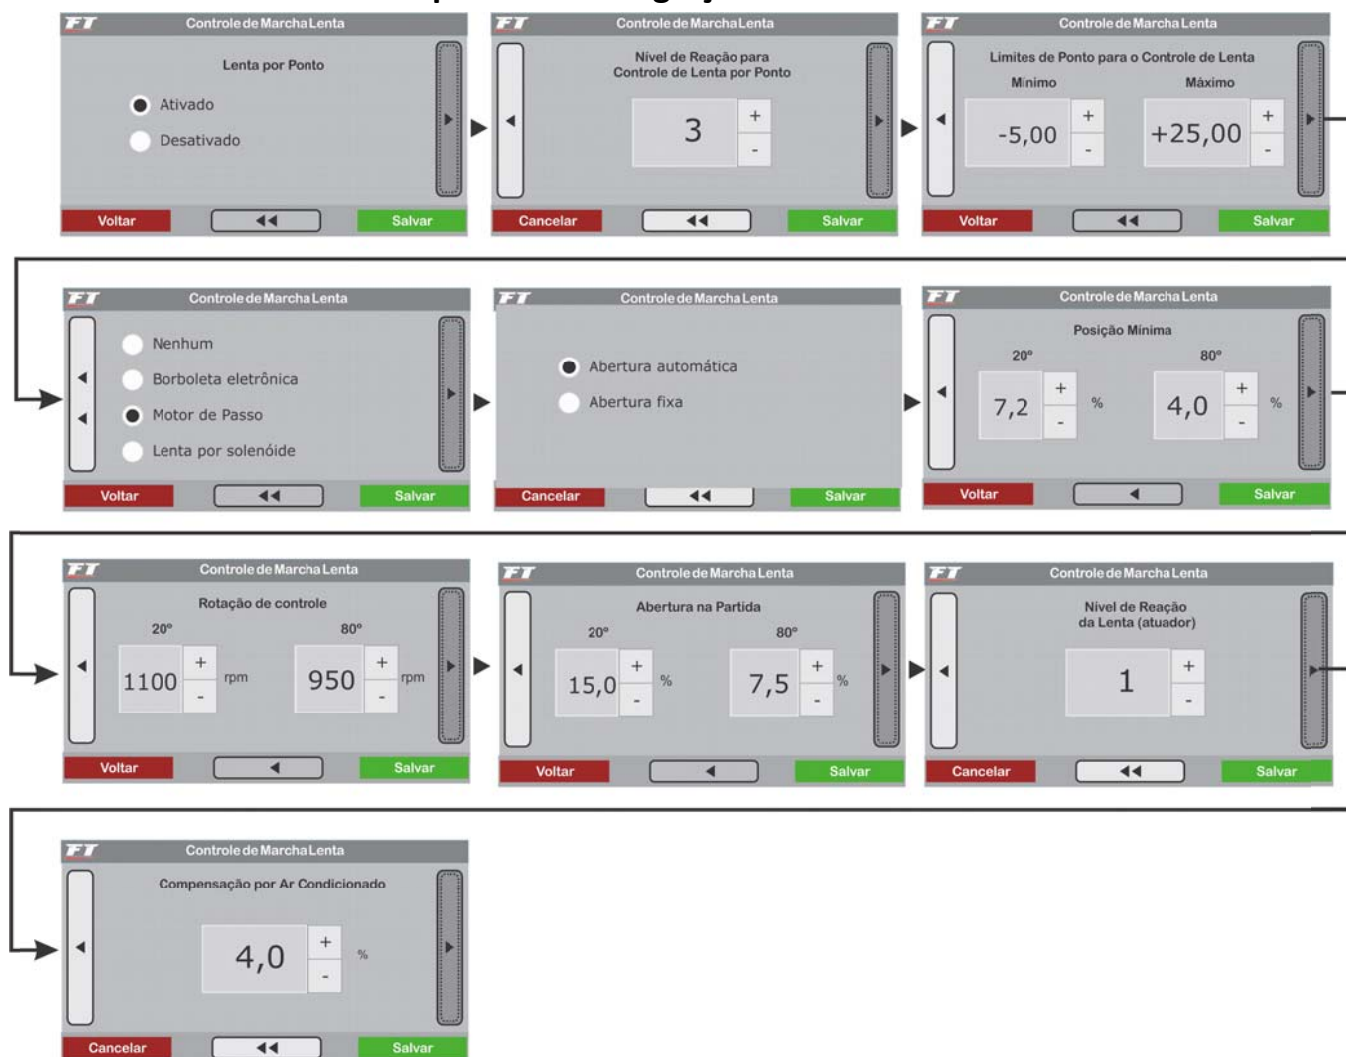 FT Controle de Marcha Lenta
Lenta por Ponto
Ativado
Desativado
Voltar
Salvar
FT Controle de Marcha Lenta
Nível de Reação para
Controle de Lenta por Ponto
3 + -
Cancelar
Salvar
FT Controle de Marcha Lenta
Limites de Ponto para o Controle de Lenta
Mínimo Máximo
-5,00 + - +25,00 + -
Voltar
Salvar
FT Controle de Marcha Lenta
Nenhum
Borboleta eletrônica
Motor de Passo
Lenta por solenóide
Voltar
Salvar
FT Controle de Marcha Lenta
Abertura automática
Abertura fixa
Cancelar
Salvar
FT Controle de Marcha Lenta
Posição Mínima
20º 80º
7,2 + - % 4,0 + - %
Voltar
Salvar
FT Controle de Marcha Lenta
Rotação de controle
20º 80º
1100 + - rpm 950 + - rpm
Voltar
Salvar
FT Controle de Marcha Lenta
Abertura na Partida
20º 80º
15,0 + - % 7,5 + - %
Voltar
Salvar
FT Controle de Marcha Lenta
Nível de Reação
da Lenta (atuador)
1 + -
Cancelar
Salvar
FT Controle de Marcha Lenta
Compensação por Ar Condicionado
4,0 + - %
Cancelar
Salvar